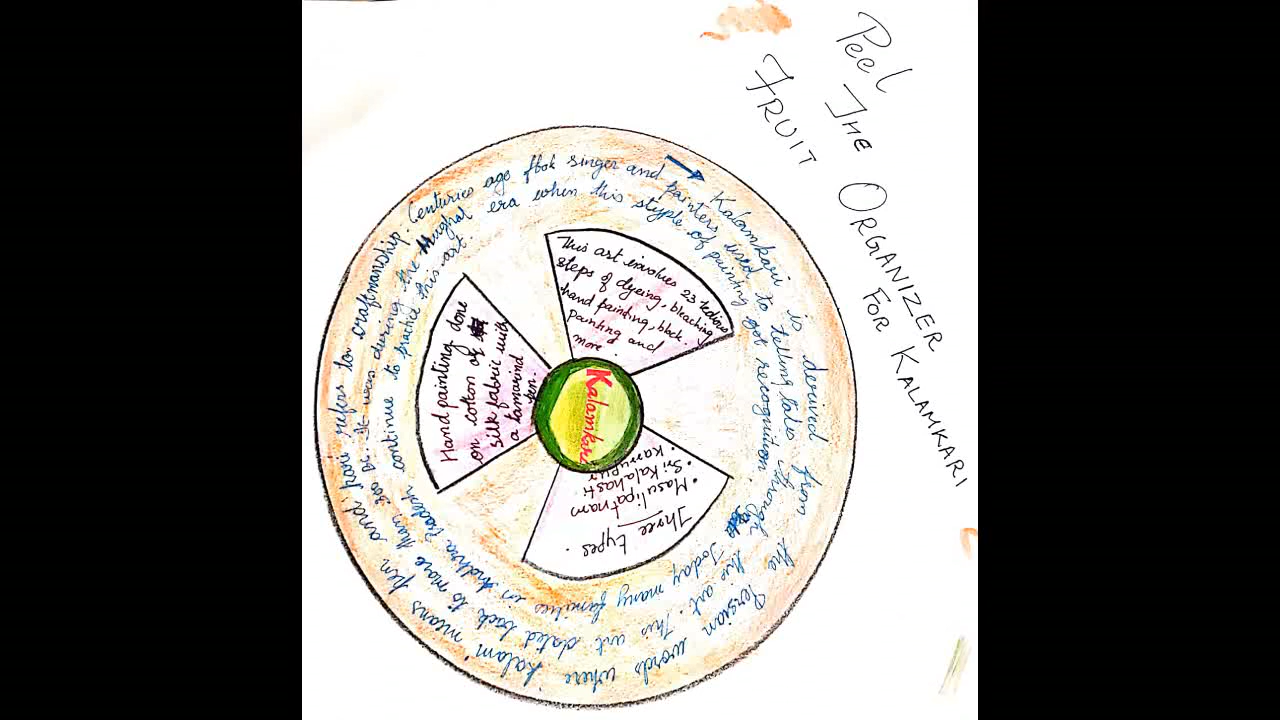 Peel THE
FRUIT
ORGANIZER
FOR KALAMKARI
Kalamkari is derived from the Persian words where 'kalam' means pen and 'kari refers to craftmanship. Centuries ago
singer and painters used to telling tales through this art. This art dated back to more than 300 BC. It was during the Mughal
era when this styple of painting got recognition. Today many families in Andhra Pradesh continue to practice this art.
This art involves 23 tedious
steps of dyeing, bleaching
hand painting, block
painting and
more.
Hand painting done
on cotton or
silk fabric with
a tamarind
pen.
Three types.
• Masulipatnam
• Sri Kalahasti
• Karrupur
Kalamkari